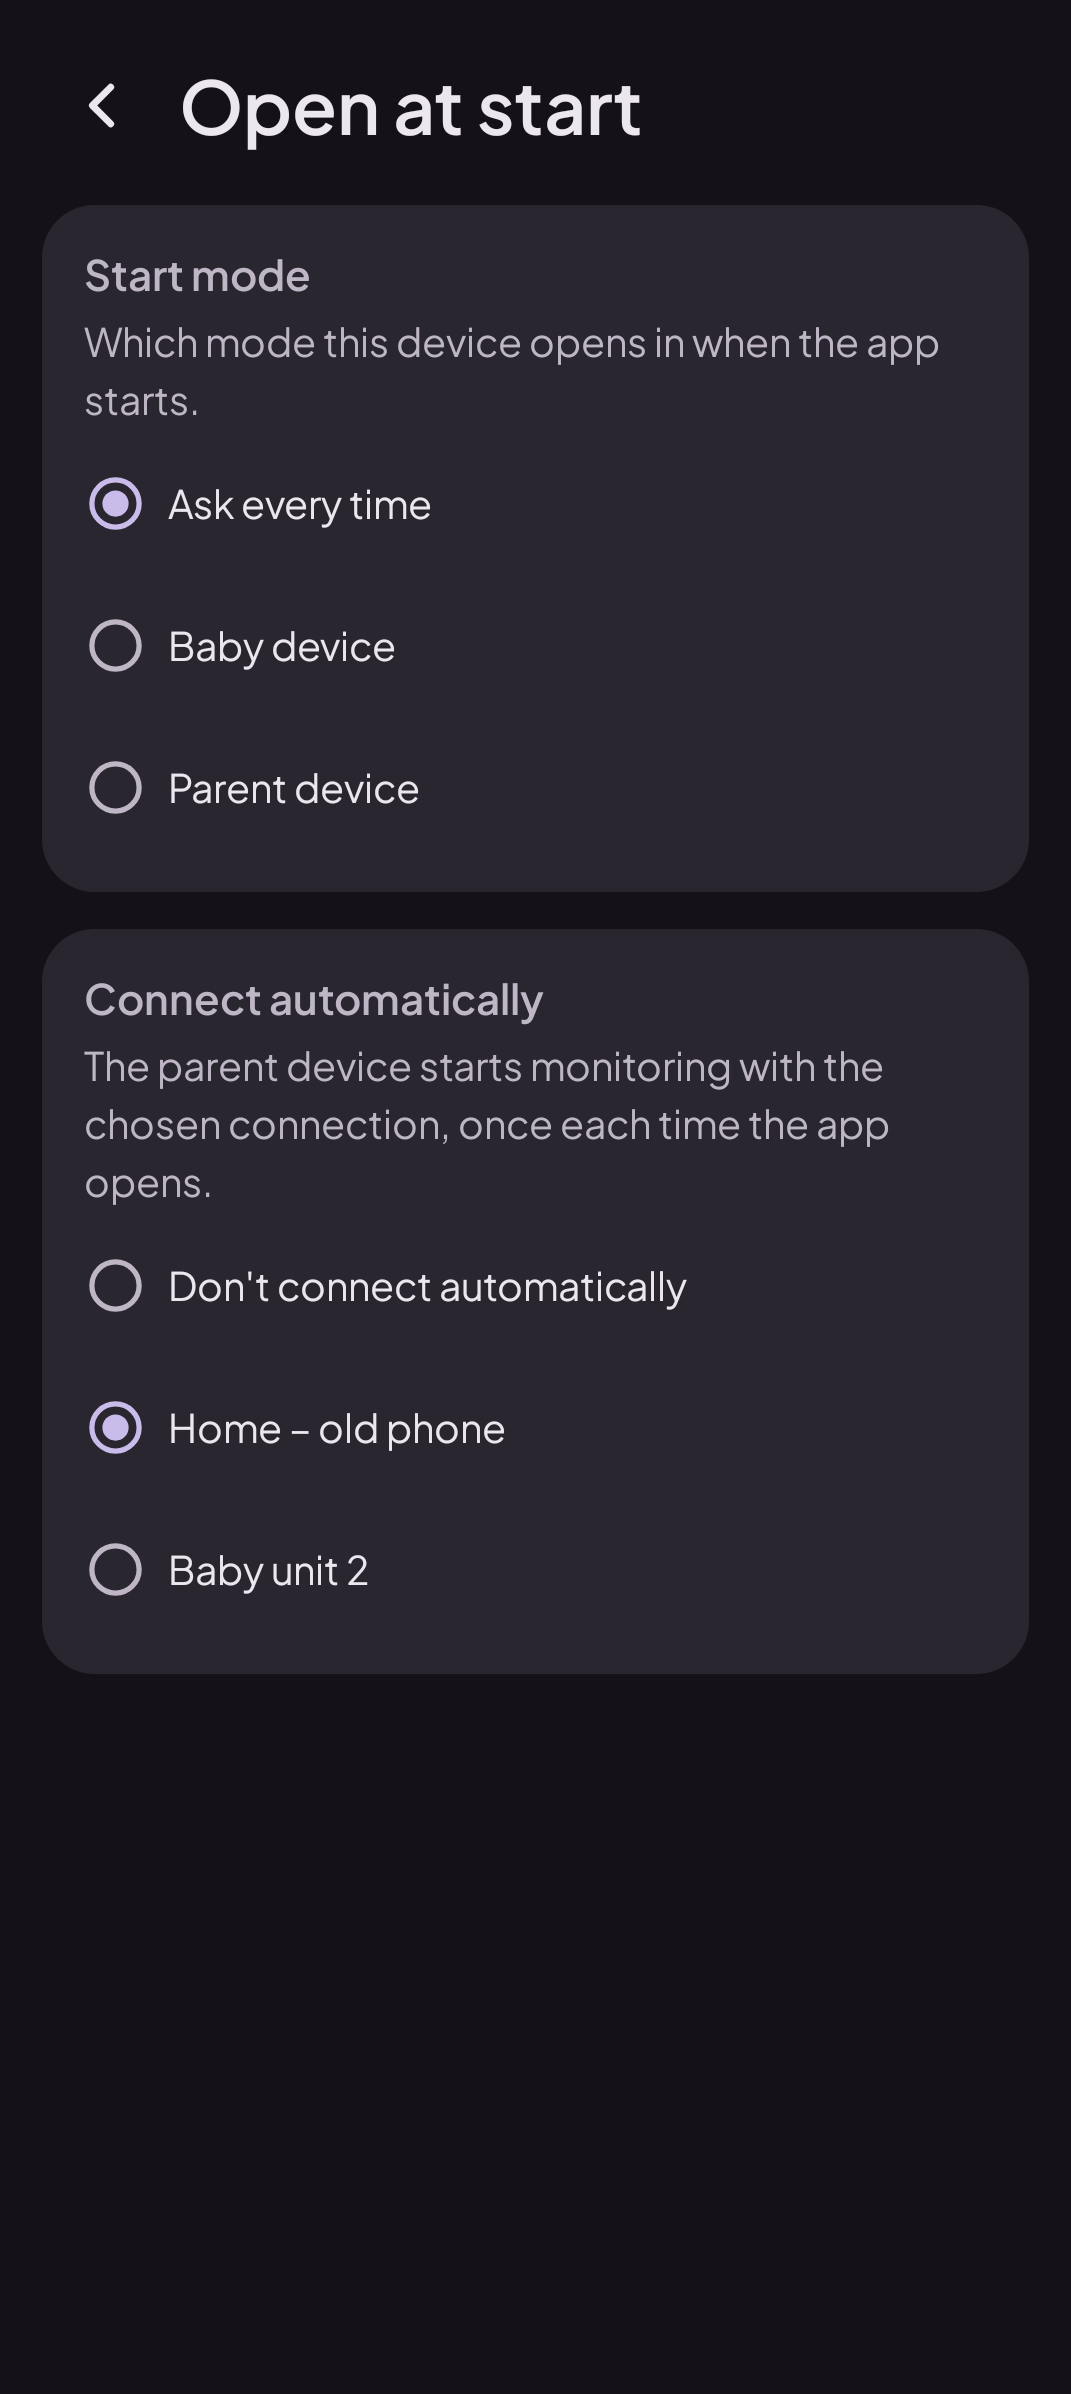 Open at start
Start mode
Which mode this device opens in when the app
starts.
Ask every time
Baby device
Parent device
Connect automatically
The parent device starts monitoring with the
chosen connection, once each time the app
opens.
Don't connect automatically
Home – old phone
Baby unit 2